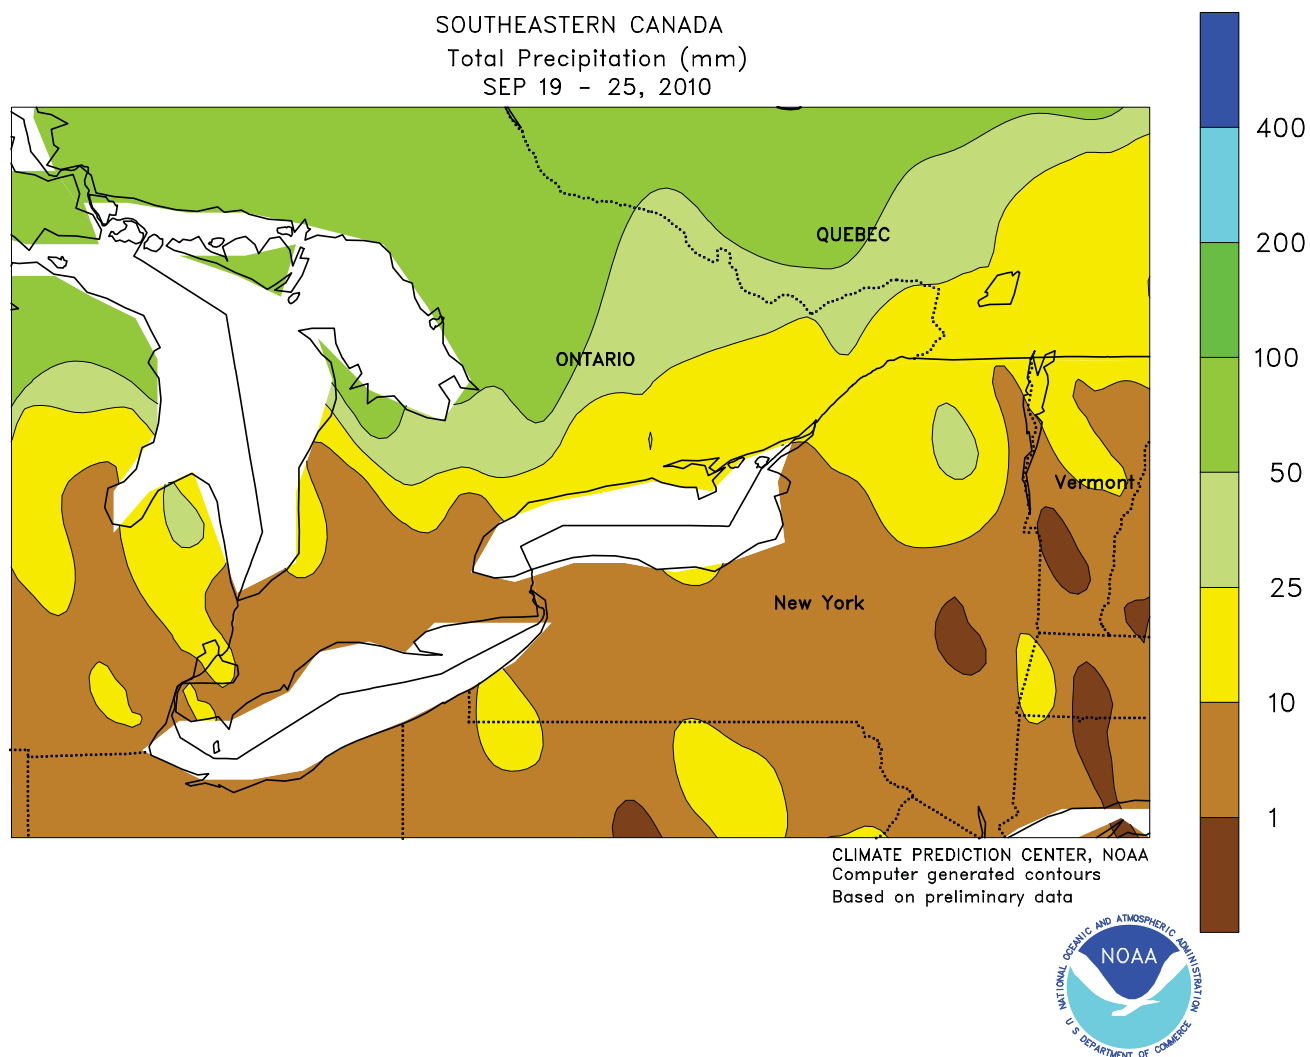 SOUTHEASTERN CANADA
Total Precipitation (mm)
SEP 19 - 25, 2010
400
200
100
50
25
10
1
QUEBEC
ONTARIO
Vermont
New York
CLIMATE PREDICTION CENTER, NOAA
Computer generated contours
Based on preliminary data
NATIONAL OCEANIC AND ATMOSPHERIC ADMINISTRATION
NOAA
U S DEPARTMENT OF COMMERCE